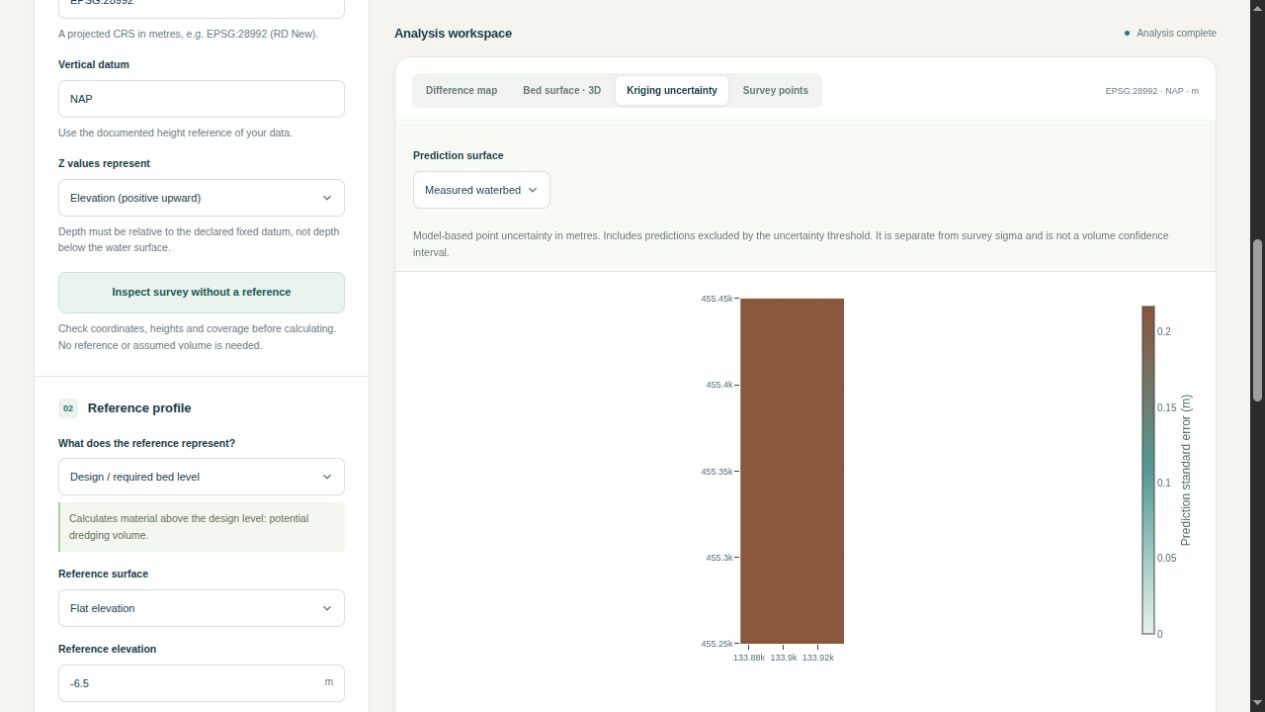 EPSG:28992
A projected CRS in metres, e.g. EPSG:28992 (RD New).
Vertical datum
NAP
Use the documented height reference of your data.
Z values represent
Elevation (positive upward)
Depth must be relative to the declared fixed datum, not depth
below the water surface.
Inspect survey without a reference
Check coordinates, heights and coverage before calculating.
No reference or assumed volume is needed.
02 Reference profile
What does the reference represent?
Design / required bed level
Calculates material above the design level: potential
dredging volume.
Reference surface
Flat elevation
Reference elevation
-6.5 m
Analysis workspace
Analysis complete
Difference map Bed surface · 3D Kriging uncertainty Survey points
EPSG:28992 · NAP · m
Prediction surface
Measured waterbed
Model-based point uncertainty in metres. Includes predictions excluded by the uncertainty threshold. It is separate from survey sigma and is not a volume confidence
interval.
455.45k
455.4k
455.35k
455.3k
455.25k
133.88k 133.9k 133.92k
0.2
0.15
0.1
0.05
0
Prediction standard error (m)